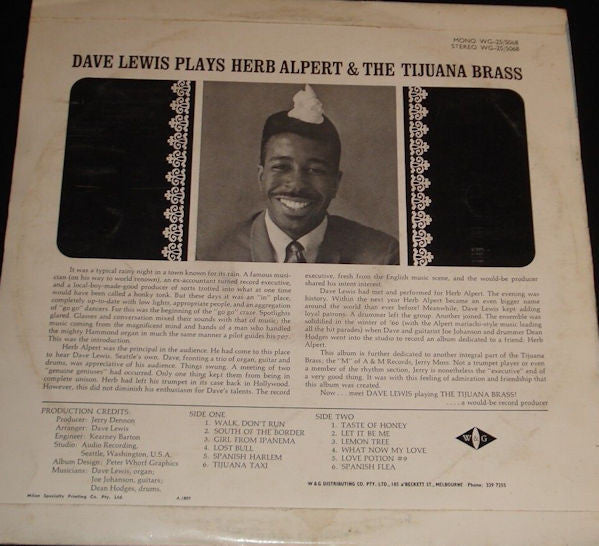 MONO WG-25/5068
STEREO WG-25/5068
DAVE LEWIS PLAYS HERB ALPERT & THE TIJUANA BRASS
It was a typical rainy night in a town known for its rain. A famous musi-
cian (on his way to world renown), an ex-accountant turned record executive,
and a local-boy-made-good producer of sorts trotted into what at one time
would have been called a honky tonk. But these days it was an "in" place,
completely up-to-date with low lights, appropriate people, and an aggregation
of "go go" dancers. For this was the beginning of the "go go" craze. Spotlights
glared. Glasses and conversation mixed their sounds with that of music; the
music coming from the magnificent mind and hands of a man who handled
the mighty Hammond organ in much the same manner a pilot guides his 707.
This was the introduction.
Herb Alpert was the principal in the audience. He had come to this place
to hear Dave Lewis. Seattle's own. Dave, fronting a trio of organ, guitar and
drums, was appreciative of his audience. Things swung. A meeting of two
"genuine geniuses" had occurred. Only one thing kept them from being in
complete unison. Herb had left his trumpet in its case back in Hollywood.
However, this did not diminish his enthusiasm for Dave's talents. The record
executive, fresh from the English music scene, and the would-be producer
shared his intent interest.
Dave Lewis had met and performed for Herb Alpert. The evening was
history. Within the next year Herb Alpert became an even bigger name
around the world than ever before! Meanwhile, Dave Lewis kept adding
loyal patrons. A drummer left the group. Another joined. The ensemble was
solidified in the winter of '66 (with the Alpert mariachi-style music leading
all the hit parades) when Dave and guitarist Joe Johanson and drummer Dean
Hodges went into the studio to record an album dedicated to a friend: Herb
Alpert.
This album is further dedicated to another integral part of the Tijuana
Brass; the "M" of A & M Records, Jerry Moss. Not a trumpet player or even
a member of the rhythm section, Jerry is nonetheless the "executive" end of
a very good thing. It was with this feeling of admiration and friendship that
this album was created.
Now . . . meet DAVE LEWIS playing THE TIJUANA BRASS!
. . . . a would-be record producer
PRODUCTION CREDITS:
Producer: Jerry Dennon
Arranger: Dave Lewis
Engineer: Kearney Barton
Studio: Audio Recording,
Seattle, Washington, U.S.A.
Album Design: Peter Whorf Graphics
Musicians: Dave Lewis, organ;
Joe Johanson, guitars;
Dean Hodges, drums.
SIDE ONE
1. WALK, DON'T RUN
2. SOUTH OF THE BORDER
3. GIRL FROM IPANEMA
4. LOST BULL
5. SPANISH HARLEM
6. TIJUANA TAXI
SIDE TWO
1. TASTE OF HONEY
2. LET IT BE ME
3. LEMON TREE
4. WHAT NOW MY LOVE
5. LOVE POTION #9
6. SPANISH FLEA
W G
W & G DISTRIBUTING CO. PTY. LTD., 185 A'BECKETT ST., MELBOURNE Phone: 329 7255
Milan Specialty Printing Co. Pty. Ltd.
A.1809